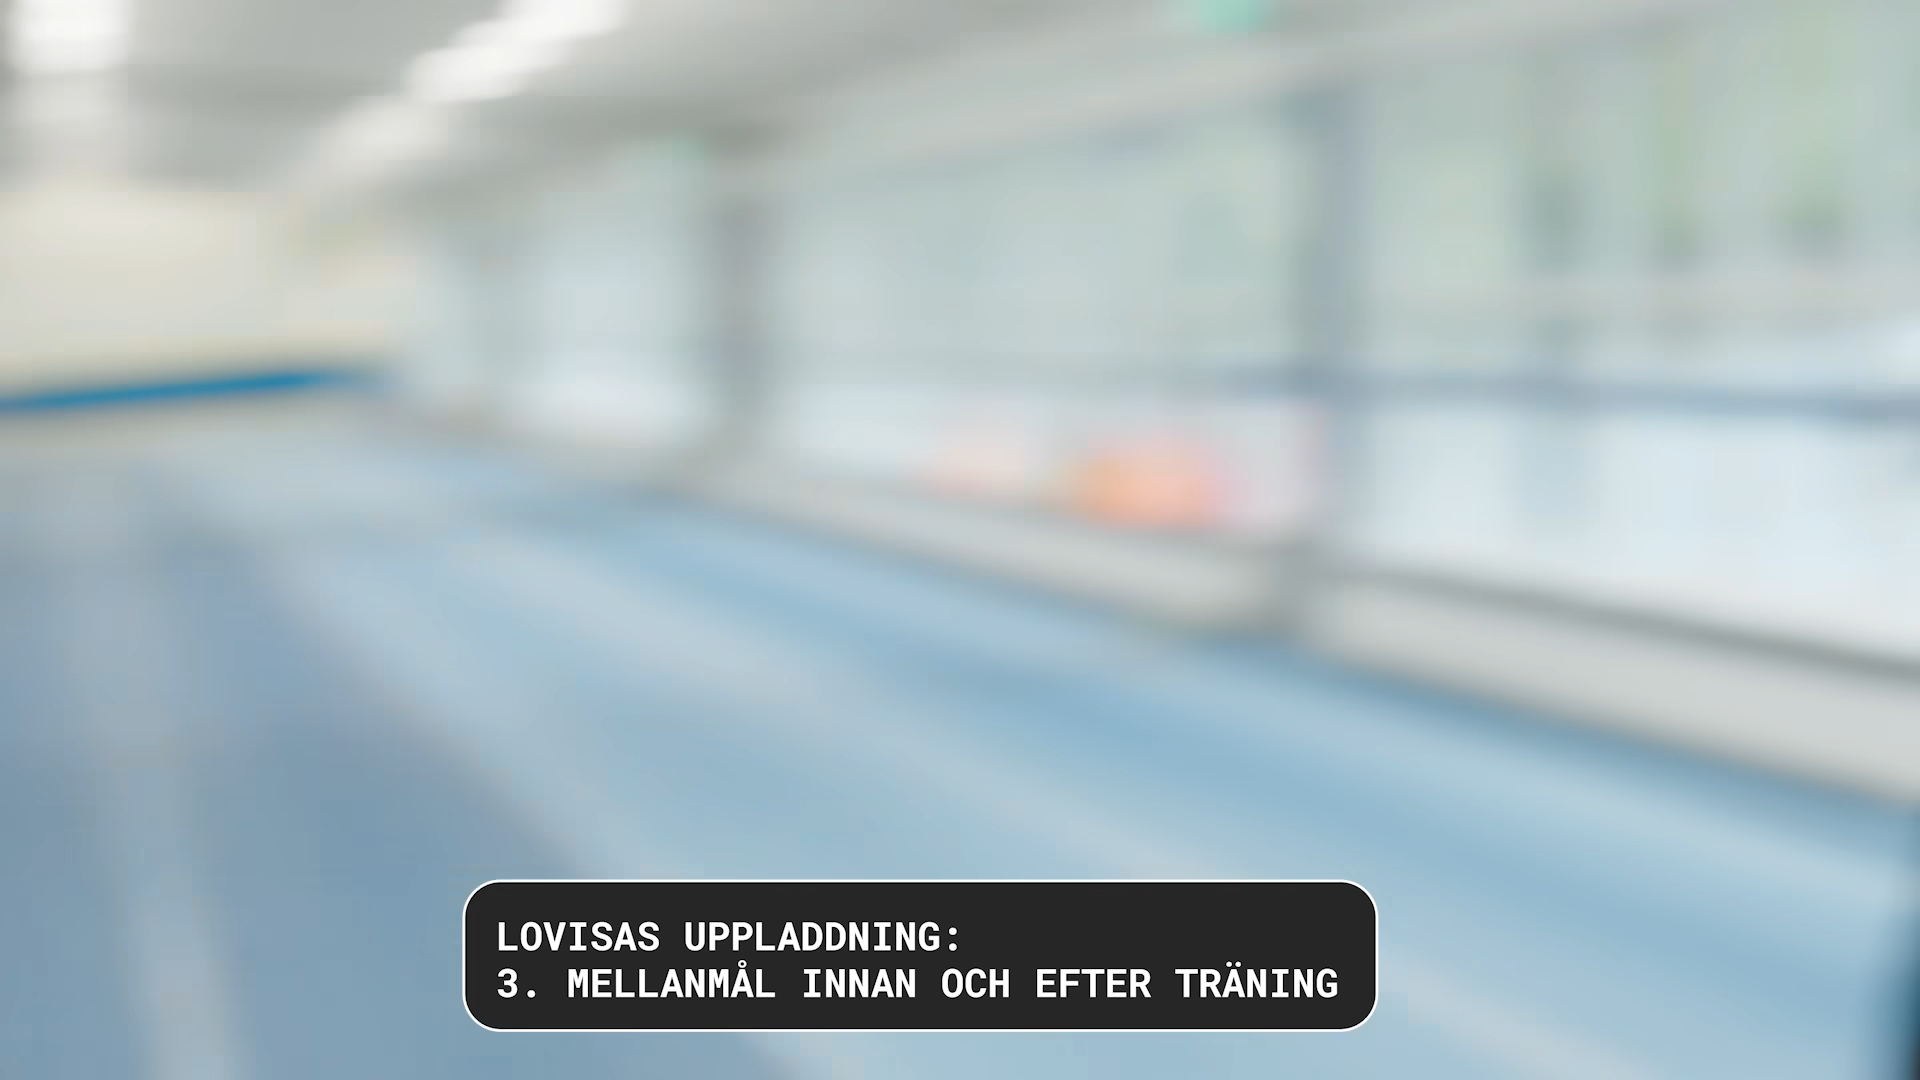 LOVISAS UPPLADDNING:
3. MELLANMÅL INNAN OCH EFTER TRÄNING